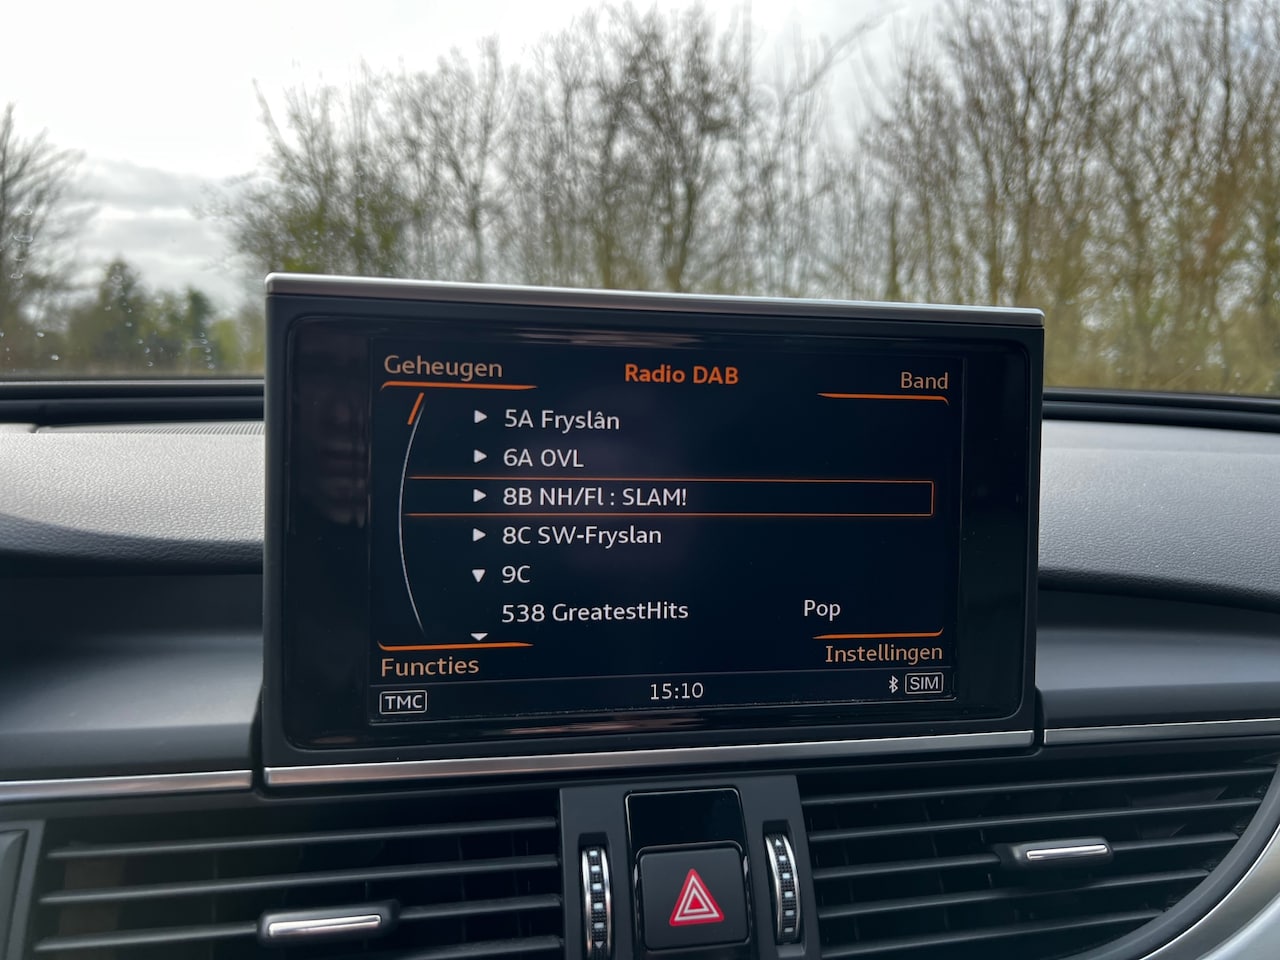 Geheugen
Radio DAB
Band
5A Fryslân
6A OVL
8B NH/Fl : SLAM!
8C SW-Fryslan
9C
538 GreatestHits Pop
Functies
Instellingen
TMC
15:10
SIM